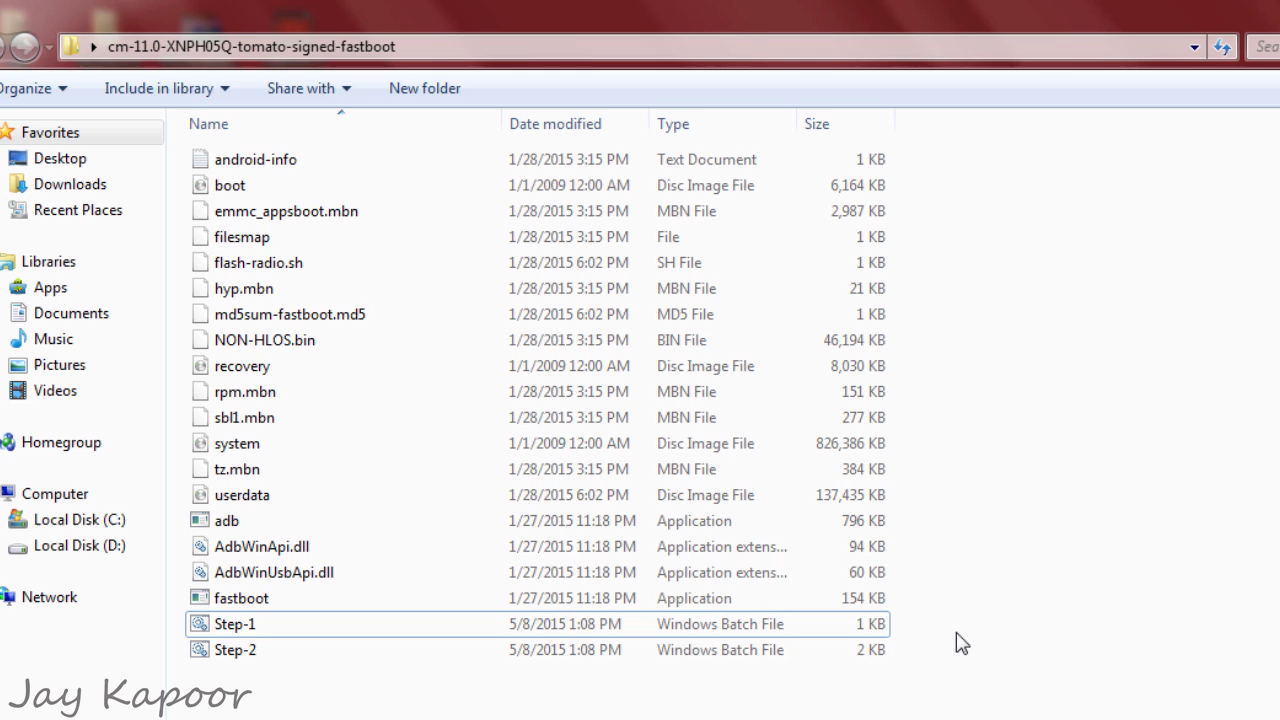 cm-11.0-XNPH05Q-tomato-signed-fastboot Sea
Organize Include in library Share with New folder
Name Date modified Type Size
Favorites
Desktop
Downloads
Recent Places
Libraries
Apps
Documents
Music
Pictures
Videos
Homegroup
Computer
Local Disk (C:)
Local Disk (D:)
Network
android-info 1/28/2015 3:15 PM Text Document 1 KB
boot 1/1/2009 12:00 AM Disc Image File 6,164 KB
emmc_appsboot.mbn 1/28/2015 3:15 PM MBN File 2,987 KB
filesmap 1/28/2015 3:15 PM File 1 KB
flash-radio.sh 1/28/2015 6:02 PM SH File 1 KB
hyp.mbn 1/28/2015 3:15 PM MBN File 21 KB
md5sum-fastboot.md5 1/28/2015 6:02 PM MD5 File 1 KB
NON-HLOS.bin 1/28/2015 3:15 PM BIN File 46,194 KB
recovery 1/1/2009 12:00 AM Disc Image File 8,030 KB
rpm.mbn 1/28/2015 3:15 PM MBN File 151 KB
sbl1.mbn 1/28/2015 3:15 PM MBN File 277 KB
system 1/1/2009 12:00 AM Disc Image File 826,386 KB
tz.mbn 1/28/2015 3:15 PM MBN File 384 KB
userdata 1/28/2015 6:02 PM Disc Image File 137,435 KB
adb 1/27/2015 11:18 PM Application 796 KB
AdbWinApi.dll 1/27/2015 11:18 PM Application extens... 94 KB
AdbWinUsbApi.dll 1/27/2015 11:18 PM Application extens... 60 KB
fastboot 1/27/2015 11:18 PM Application 154 KB
Step-1 5/8/2015 1:08 PM Windows Batch File 1 KB
Step-2 5/8/2015 1:08 PM Windows Batch File 2 KB
Jay Kapoor